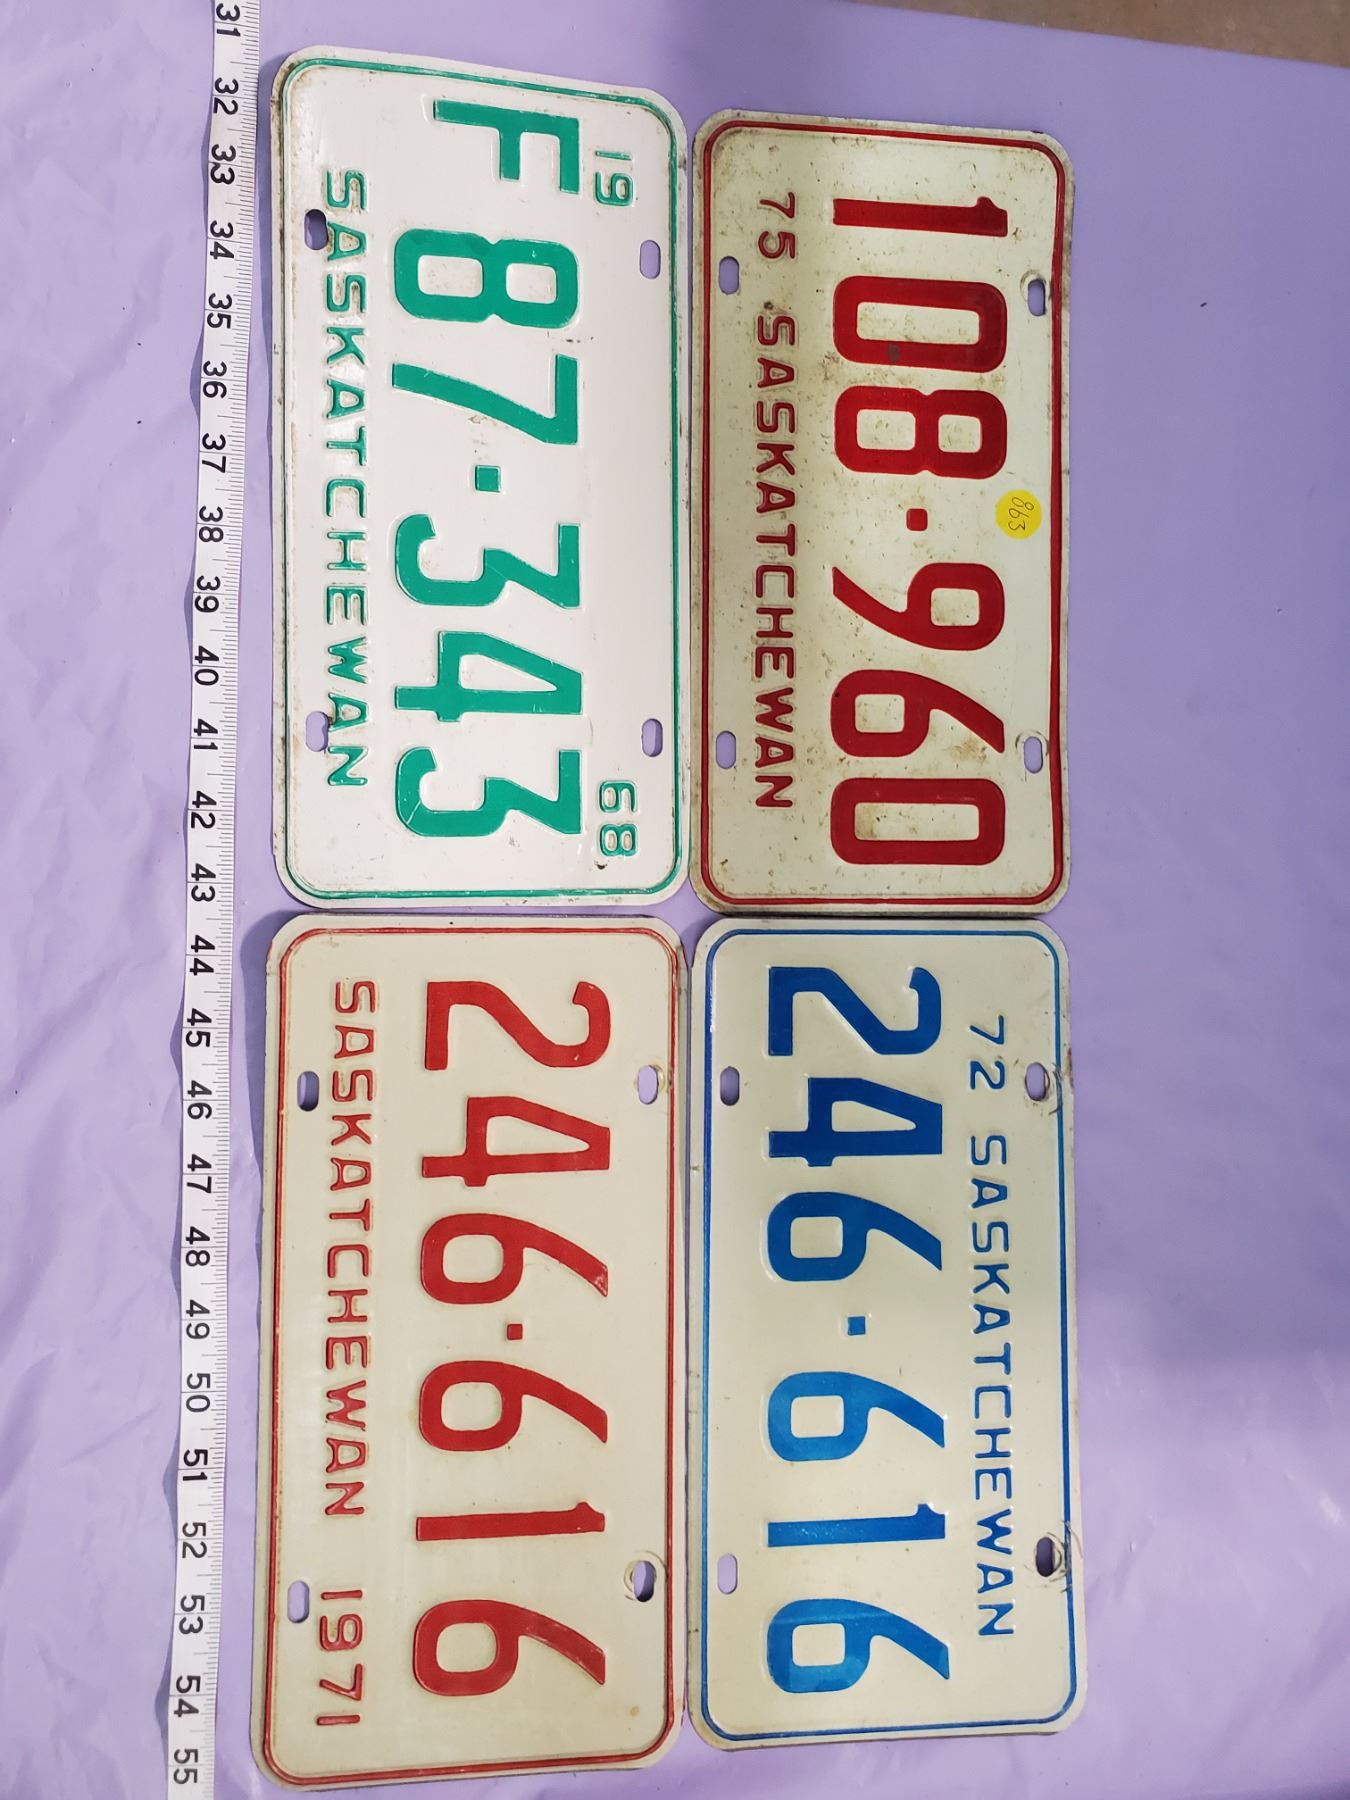 108·960
75 SASKATCHEWAN
863
72 SASKATCHEWAN
246·616
19 68
F87·343
SASKATCHEWAN
246·616
SASKATCHEWAN 1971
31 32 33 34 35 36 37 38 39 40 41 42 43 44 45 46 47 48 49 50 51 52 53 54 55